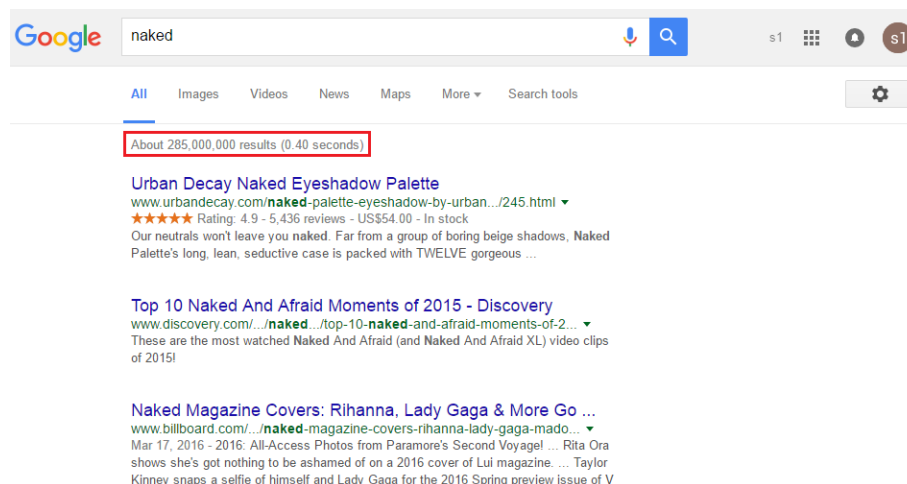 Google naked s1 s1
All Images Videos News Maps More Search tools
About 285,000,000 results (0.40 seconds)
Urban Decay Naked Eyeshadow Palette
www.urbandecay.com/naked-palette-eyeshadow-by-urban.../245.html
Rating: 4.9 - 5,436 reviews - US$54.00 - In stock
Our neutrals won't leave you naked. Far from a group of boring beige shadows, Naked
Palette's long, lean, seductive case is packed with TWELVE gorgeous ...
Top 10 Naked And Afraid Moments of 2015 - Discovery
www.discovery.com/.../naked.../top-10-naked-and-afraid-moments-of-2...
These are the most watched Naked And Afraid (and Naked And Afraid XL) video clips
of 2015!
Naked Magazine Covers: Rihanna, Lady Gaga & More Go ...
www.billboard.com/.../naked-magazine-covers-rihanna-lady-gaga-mado...
Mar 17, 2016 - 2016: All-Access Photos from Paramore's Second Voyage! ... Rita Ora
shows she's got nothing to be ashamed of on a 2016 cover of Lui magazine. ... Taylor
Kinney snaps a selfie of himself and Lady Gaga for the 2016 Spring preview issue of V